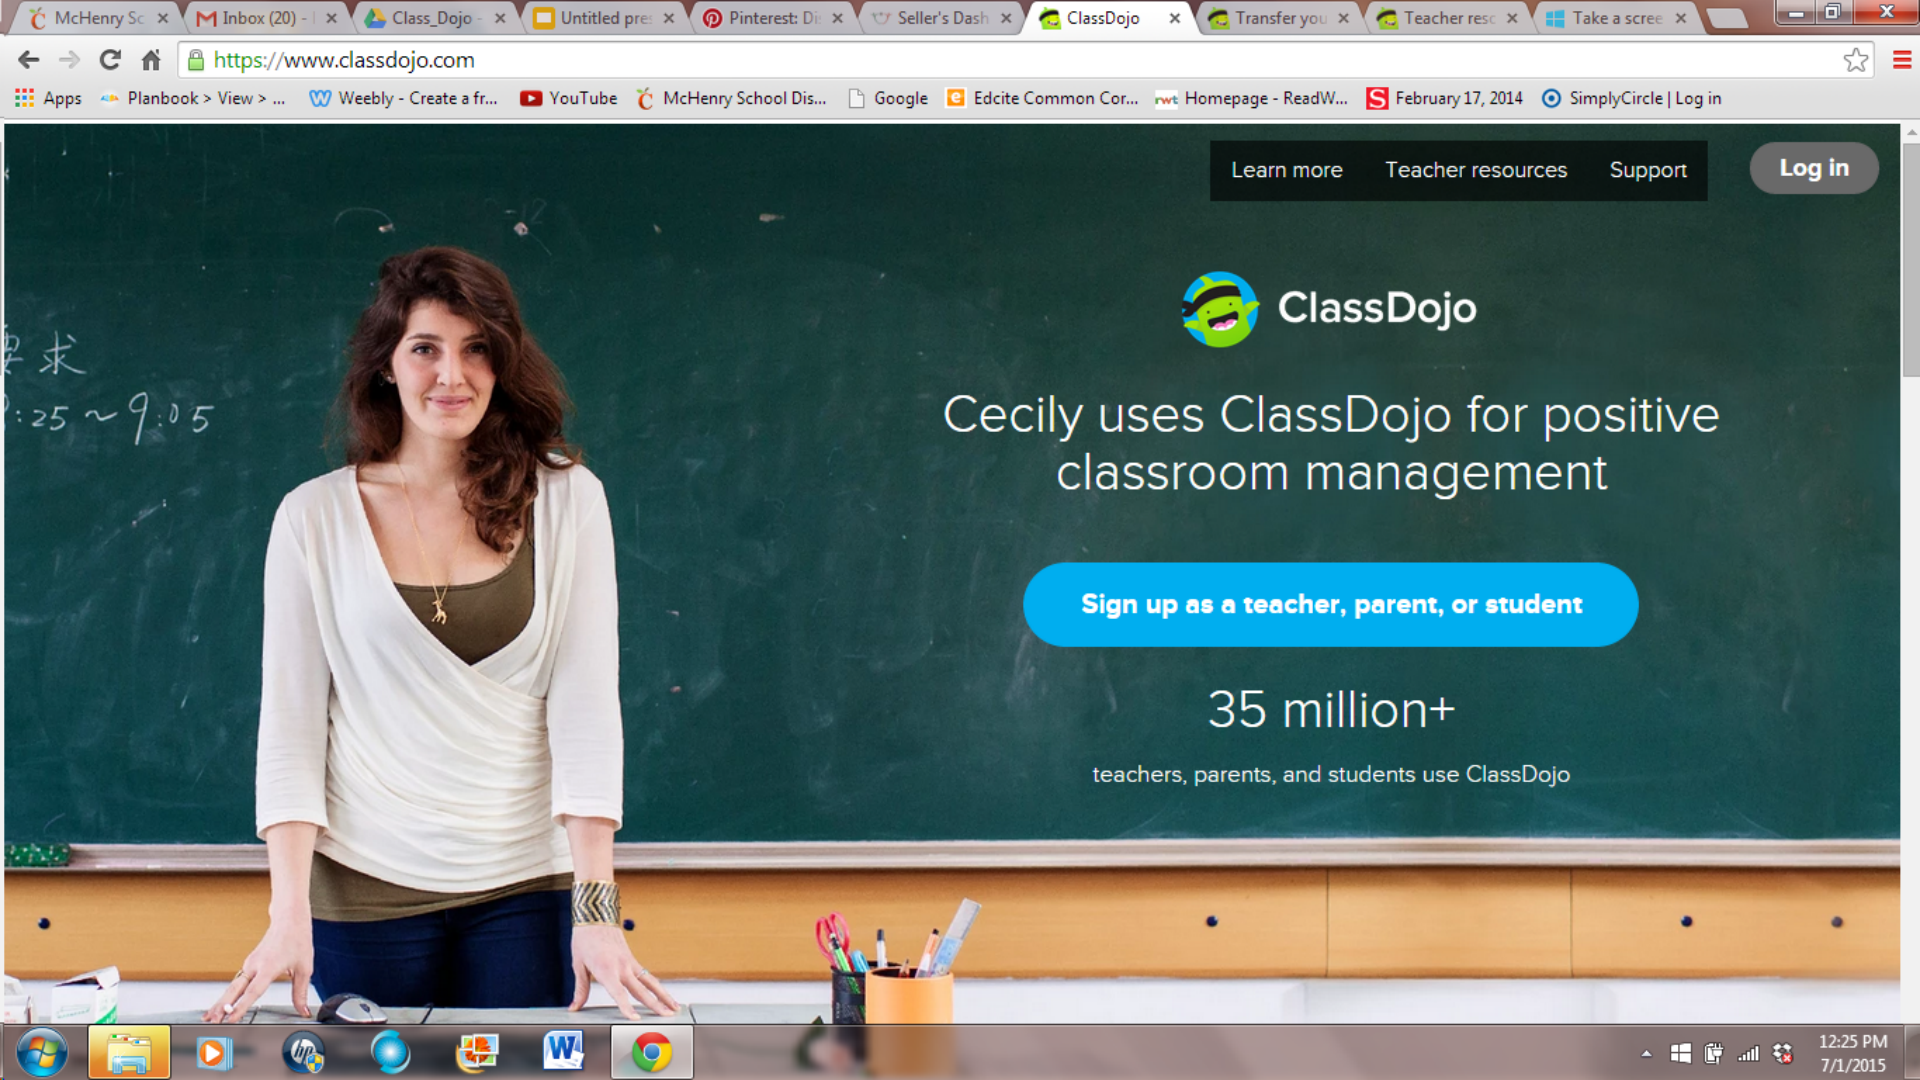 McHenry Sc
Inbox (20) -
Class_Dojo -
Untitled pre
Pinterest: Di
Seller's Dash
ClassDojo
Transfer you
Teacher resc
Take a scree
https://www.classdojo.com
Apps
Planbook > View > ...
Weebly - Create a fr...
YouTube
McHenry School Dis...
Google
Edcite Common Cor...
rwt Homepage - ReadW...
S February 17, 2014
SimplyCircle | Log in
Learn more
Teacher resources
Support
Log in
ClassDojo
Cecily uses ClassDojo for positive
classroom management
Sign up as a teacher, parent, or student
35 million+
teachers, parents, and students use ClassDojo
求
:25~9:05
12:25 PM
7/1/2015